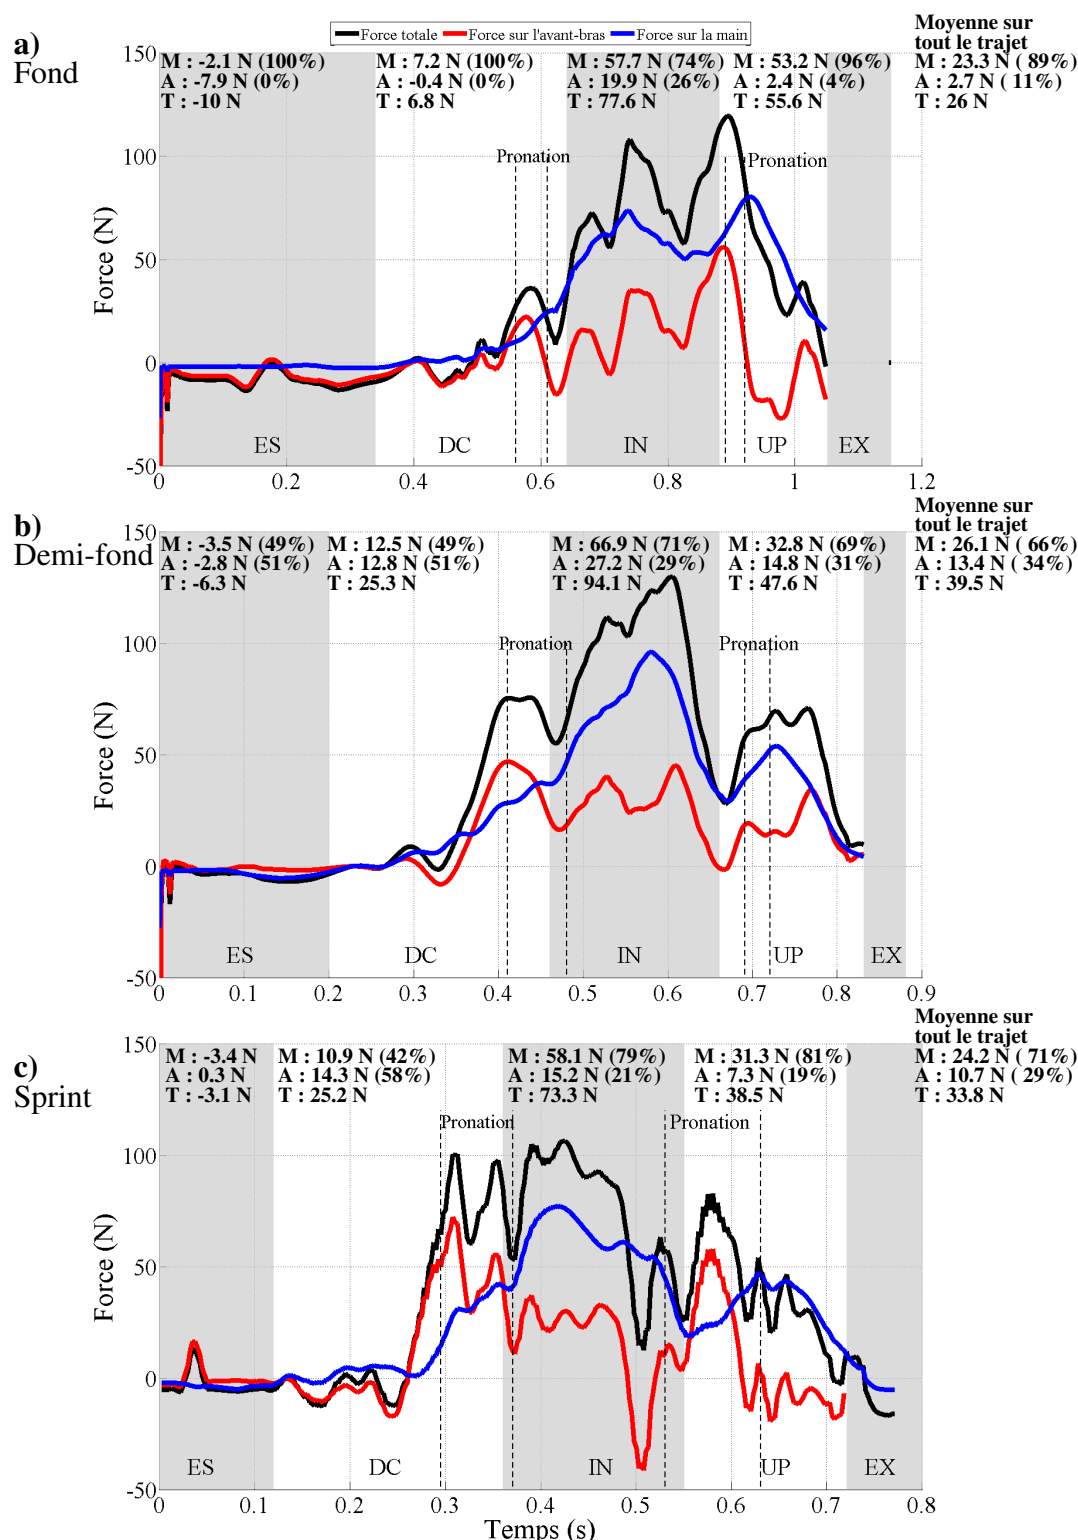 Force totale Force sur l'avant-bras Force sur la main
a)
Fond
M : -2.1 N (100%)
A : -7.9 N (0%)
T : -10 N
M : 7.2 N (100%)
A : -0.4 N (0%)
T : 6.8 N
M : 57.7 N (74%)
A : 19.9 N (26%)
T : 77.6 N
M : 53.2 N (96%)
A : 2.4 N (4%)
T : 55.6 N
Moyenne sur
tout le trajet
M : 23.3 N ( 89%)
A : 2.7 N ( 11%)
T : 26 N
Pronation
Pronation
Force (N)
150
100
50
0
-50
ES DC IN UP EX
0 0.2 0.4 0.6 0.8 1 1.2
b)
Demi-fond
M : -3.5 N (49%)
A : -2.8 N (51%)
T : -6.3 N
M : 12.5 N (49%)
A : 12.8 N (51%)
T : 25.3 N
M : 66.9 N (71%)
A : 27.2 N (29%)
T : 94.1 N
M : 32.8 N (69%)
A : 14.8 N (31%)
T : 47.6 N
Moyenne sur
tout le trajet
M : 26.1 N ( 66%)
A : 13.4 N ( 34%)
T : 39.5 N
Pronation
Pronation
Force (N)
150
100
50
0
-50
ES DC IN UP EX
0 0.1 0.2 0.3 0.4 0.5 0.6 0.7 0.8 0.9
c)
Sprint
M : -3.4 N
A : 0.3 N
T : -3.1 N
M : 10.9 N (42%)
A : 14.3 N (58%)
T : 25.2 N
M : 58.1 N (79%)
A : 15.2 N (21%)
T : 73.3 N
M : 31.3 N (81%)
A : 7.3 N (19%)
T : 38.5 N
Moyenne sur
tout le trajet
M : 24.2 N ( 71%)
A : 10.7 N ( 29%)
T : 33.8 N
Pronation
Pronation
Force (N)
150
100
50
0
-50
ES DC IN UP EX
0 0.1 0.2 0.3 0.4 0.5 0.6 0.7 0.8
Temps (s)